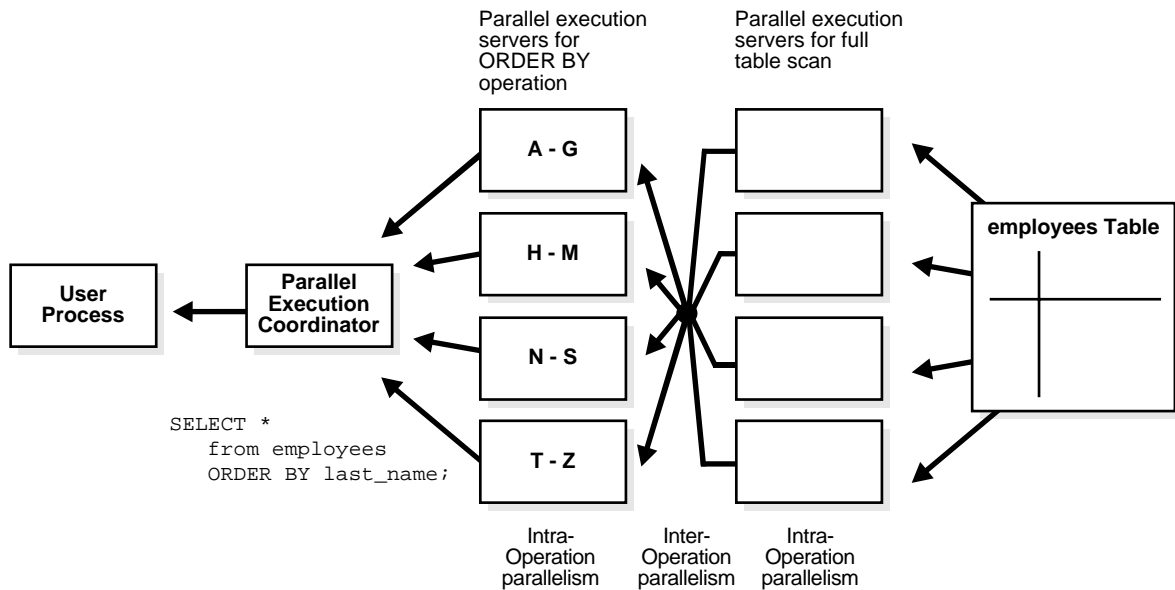 Parallel execution
servers for
ORDER BY
operation
Parallel execution
servers for full
table scan
A - G
H - M
N - S
T - Z
employees Table
User
Process
Parallel
Execution
Coordinator
SELECT *
from employees
ORDER BY last_name;
Intra-
Operation
parallelism
Inter-
Operation
parallelism
Intra-
Operation
parallelism